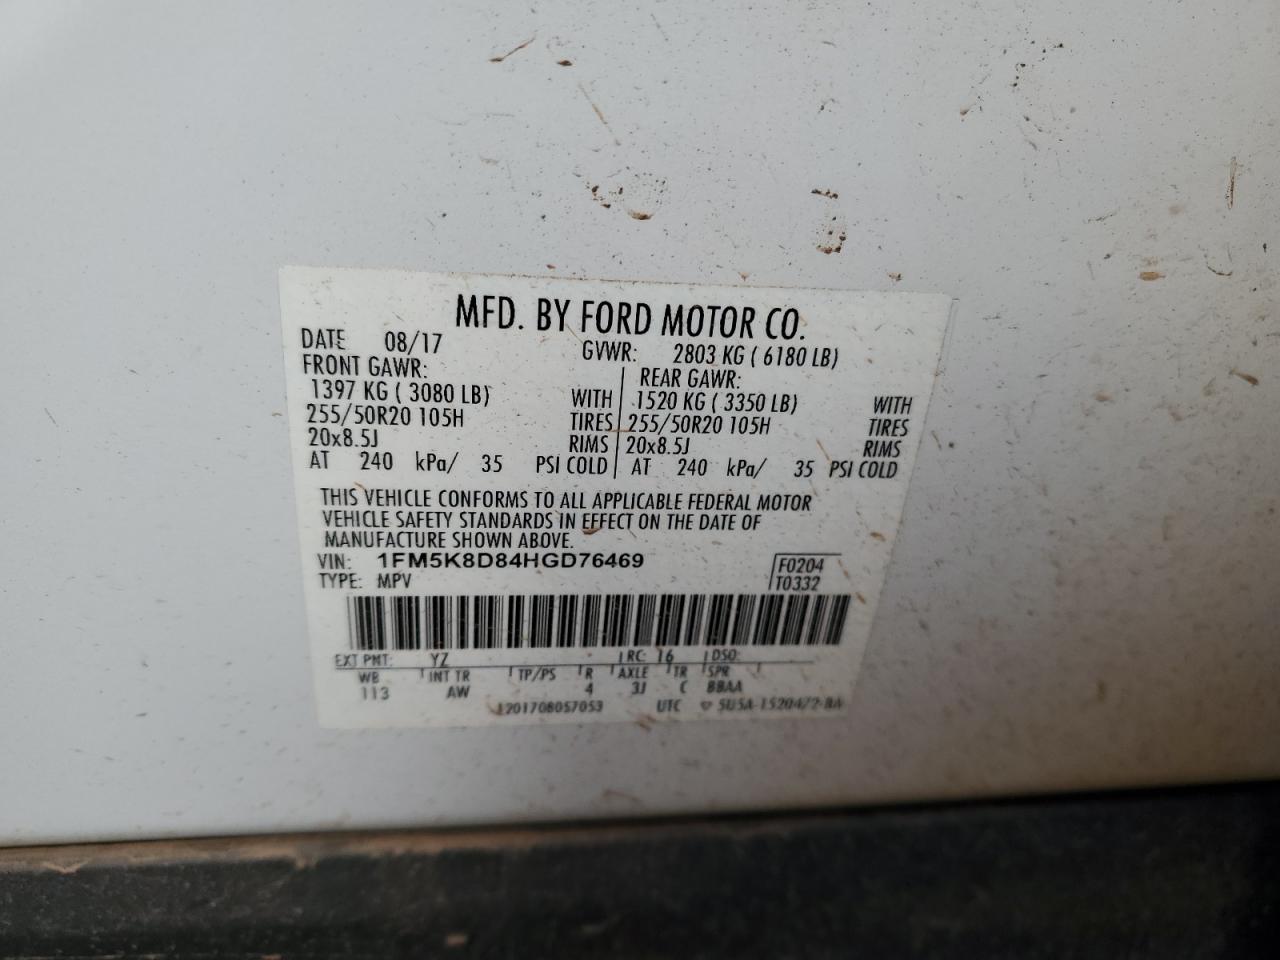 MFD. BY FORD MOTOR CO.
DATE 08/17 GVWR: 2803 KG ( 6180 LB)
FRONT GAWR: REAR GAWR:
1397 KG ( 3080 LB) WITH 1520 KG ( 3350 LB) WITH
255/50R20 105H TIRES 255/50R20 105H TIRES
20x8.5J RIMS 20x8.5J RIMS
AT 240 kPa/ 35 PSI COLD AT 240 kPa/ 35 PSI COLD
THIS VEHICLE CONFORMS TO ALL APPLICABLE FEDERAL MOTOR
VEHICLE SAFETY STANDARDS IN EFFECT ON THE DATE OF
MANUFACTURE SHOWN ABOVE.
VIN: 1FM5K8D84HGD76469 F0204
TYPE: MPV T0332
EXT PNT: YZ RC: 16 DSO:
WB INT TR TP/PS R AXLE TR SPR
113 AW 4 3J C BBAA
1201708057053 UTC 5U5A-1520472-BA